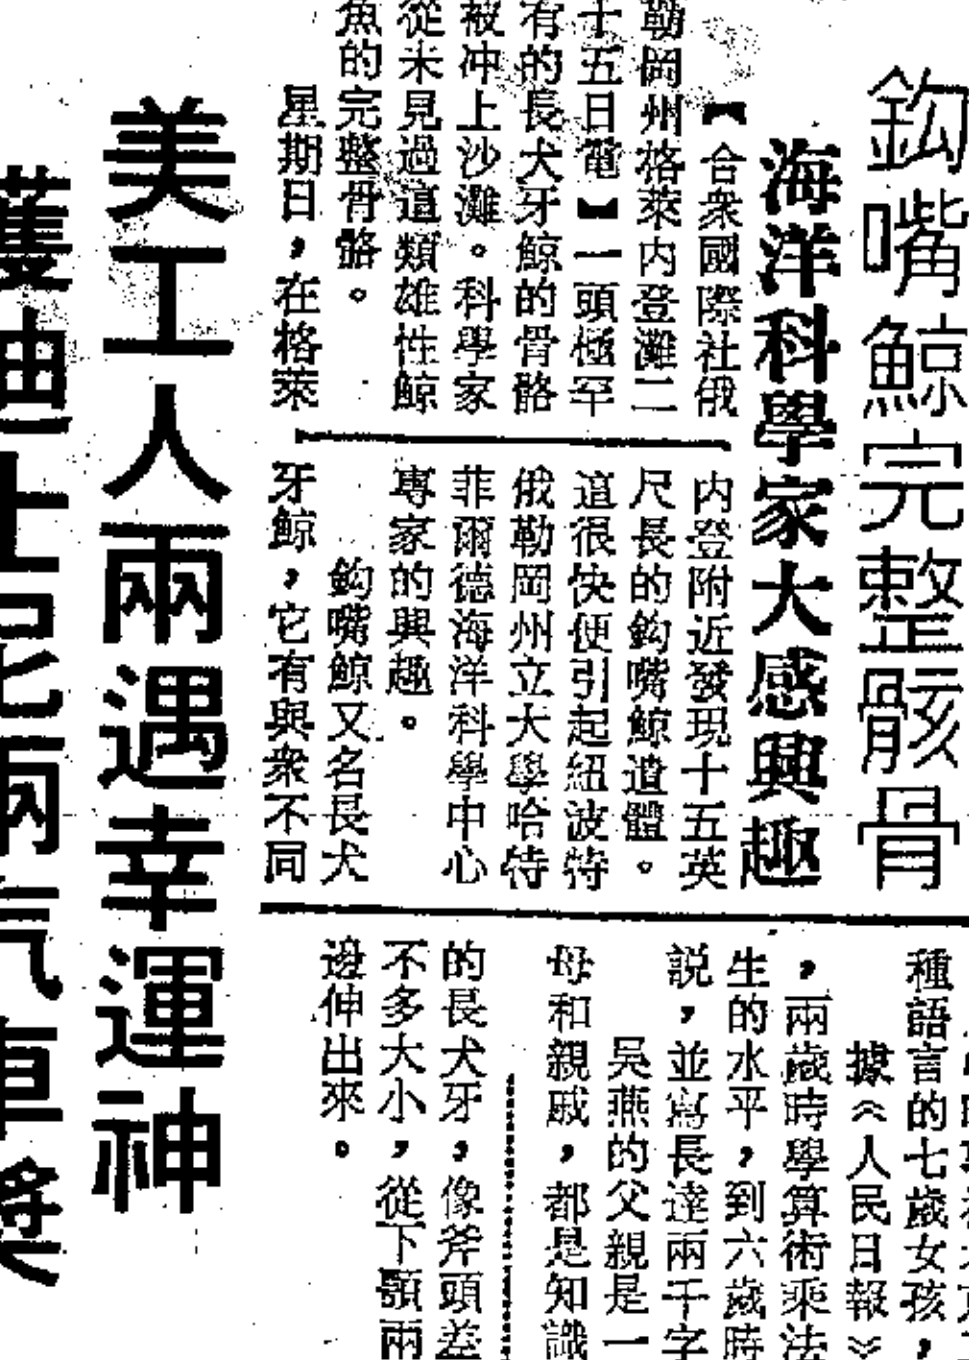 鈎嘴鯨完整骸骨
海洋科學家大感興趣
【合衆國際社俄
勒岡州格萊内登灘二
十五日電】一頭極罕
有的長犬牙鯨的骨骼
被冲上沙灘。科學家
從未見過這類雄性鯨
魚的完整骨骼。
星期日,在格萊
内登附近發現十五英
尺長的鈎嘴鯨遺體。
這很快便引起紐波特
俄勒岡州立大學哈特
菲爾德海洋科學中心
專家的興趣。
鈎嘴鯨又名長犬
牙鯨,它有與衆不同
的長犬牙,像斧頭差
不多大小,從下顎兩
邊伸出來。
種語言的七歲女孩,
據《人民日報》
,兩歲時學算術乘法
生的水平,到六歲時
説,並寫長達兩千字
吳燕的父親是一
母和親戚,都是知識
美工人兩遇幸運神